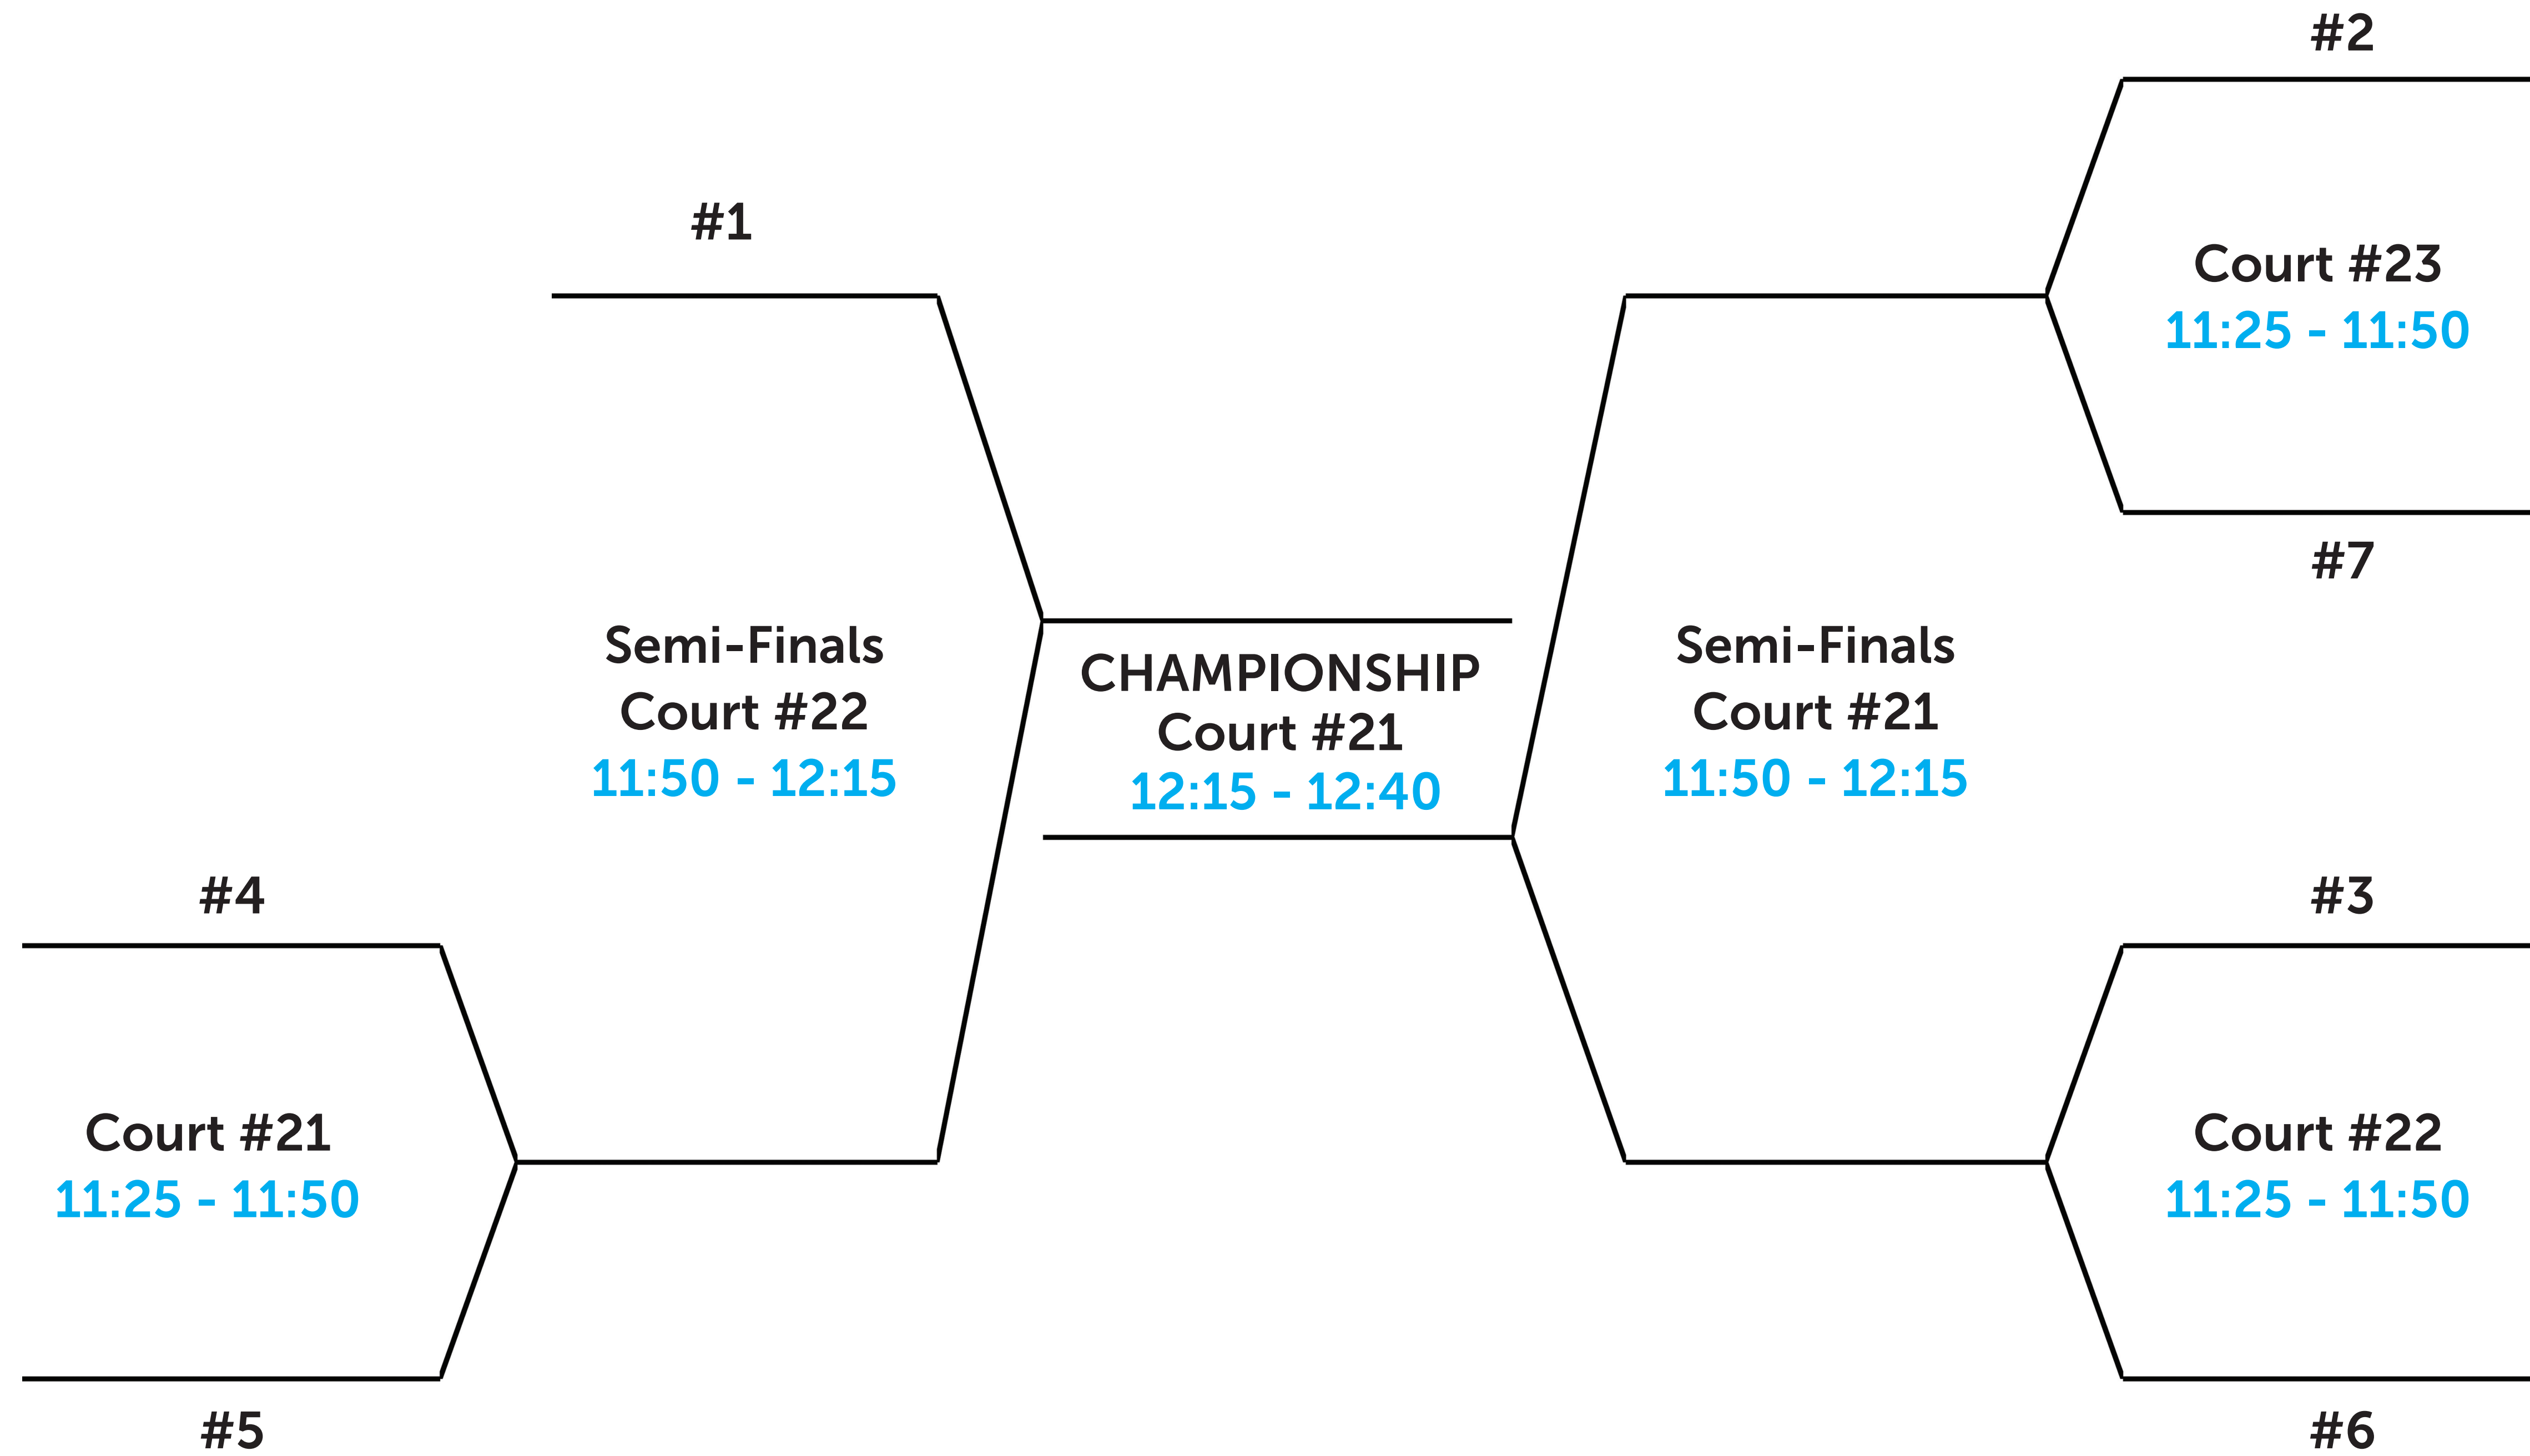 #2
Court #23
11:25 - 11:50
#7
#1
Semi-Finals
Court #22
11:50 - 12:15
CHAMPIONSHIP
Court #21
12:15 - 12:40
Semi-Finals
Court #21
11:50 - 12:15
#4
Court #21
11:25 - 11:50
#5
#3
Court #22
11:25 - 11:50
#6